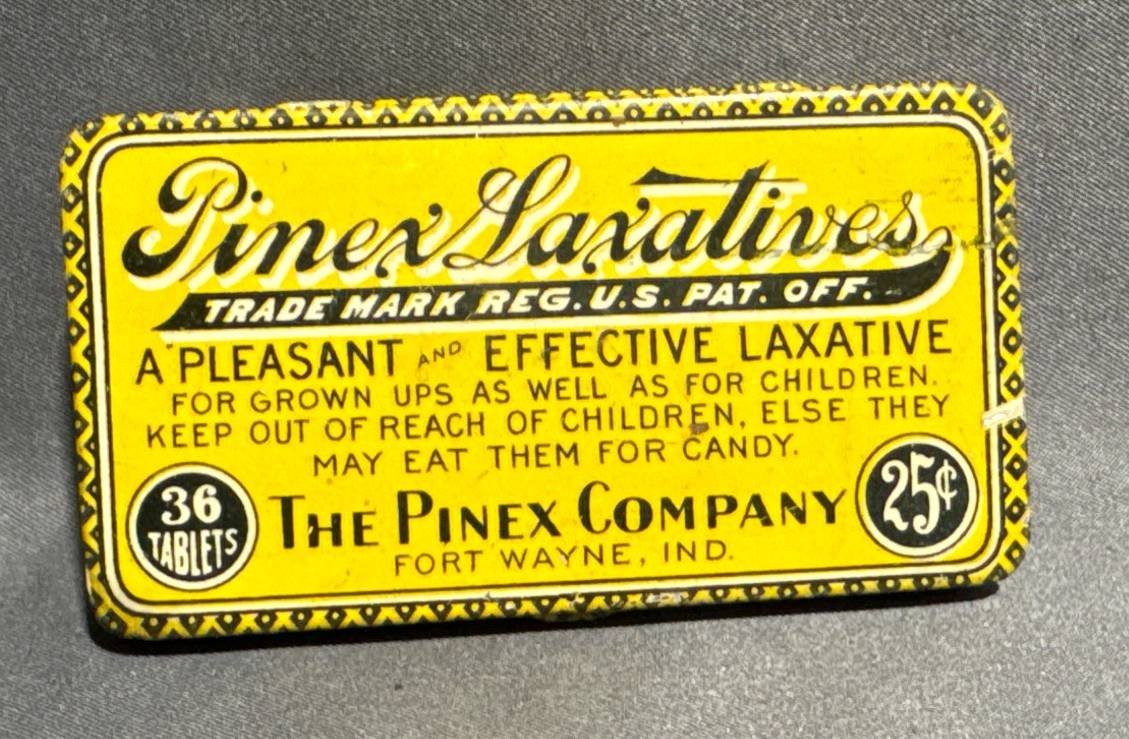 Pinex Laxatives
TRADE MARK REG. U.S. PAT. OFF.
A PLEASANT AND EFFECTIVE LAXATIVE
FOR GROWN UPS AS WELL AS FOR CHILDREN.
KEEP OUT OF REACH OF CHILDREN, ELSE THEY
MAY EAT THEM FOR CANDY.
36
TABLETS
THE PINEX COMPANY
25¢
FORT WAYNE, IND.